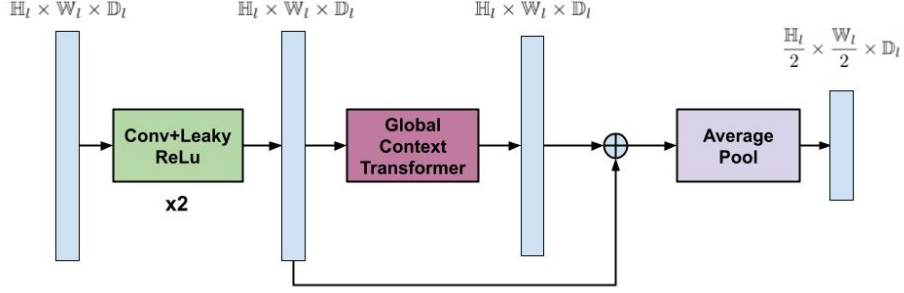 ℍ_l × 𝕎_l × 𝔻_l
ℍ_l × 𝕎_l × 𝔻_l
ℍ_l × 𝕎_l × 𝔻_l
ℍ_l/2 × 𝕎_l/2 × 𝔻_l
Conv+Leaky
ReLu
x2
Global
Context
Transformer
Average
Pool